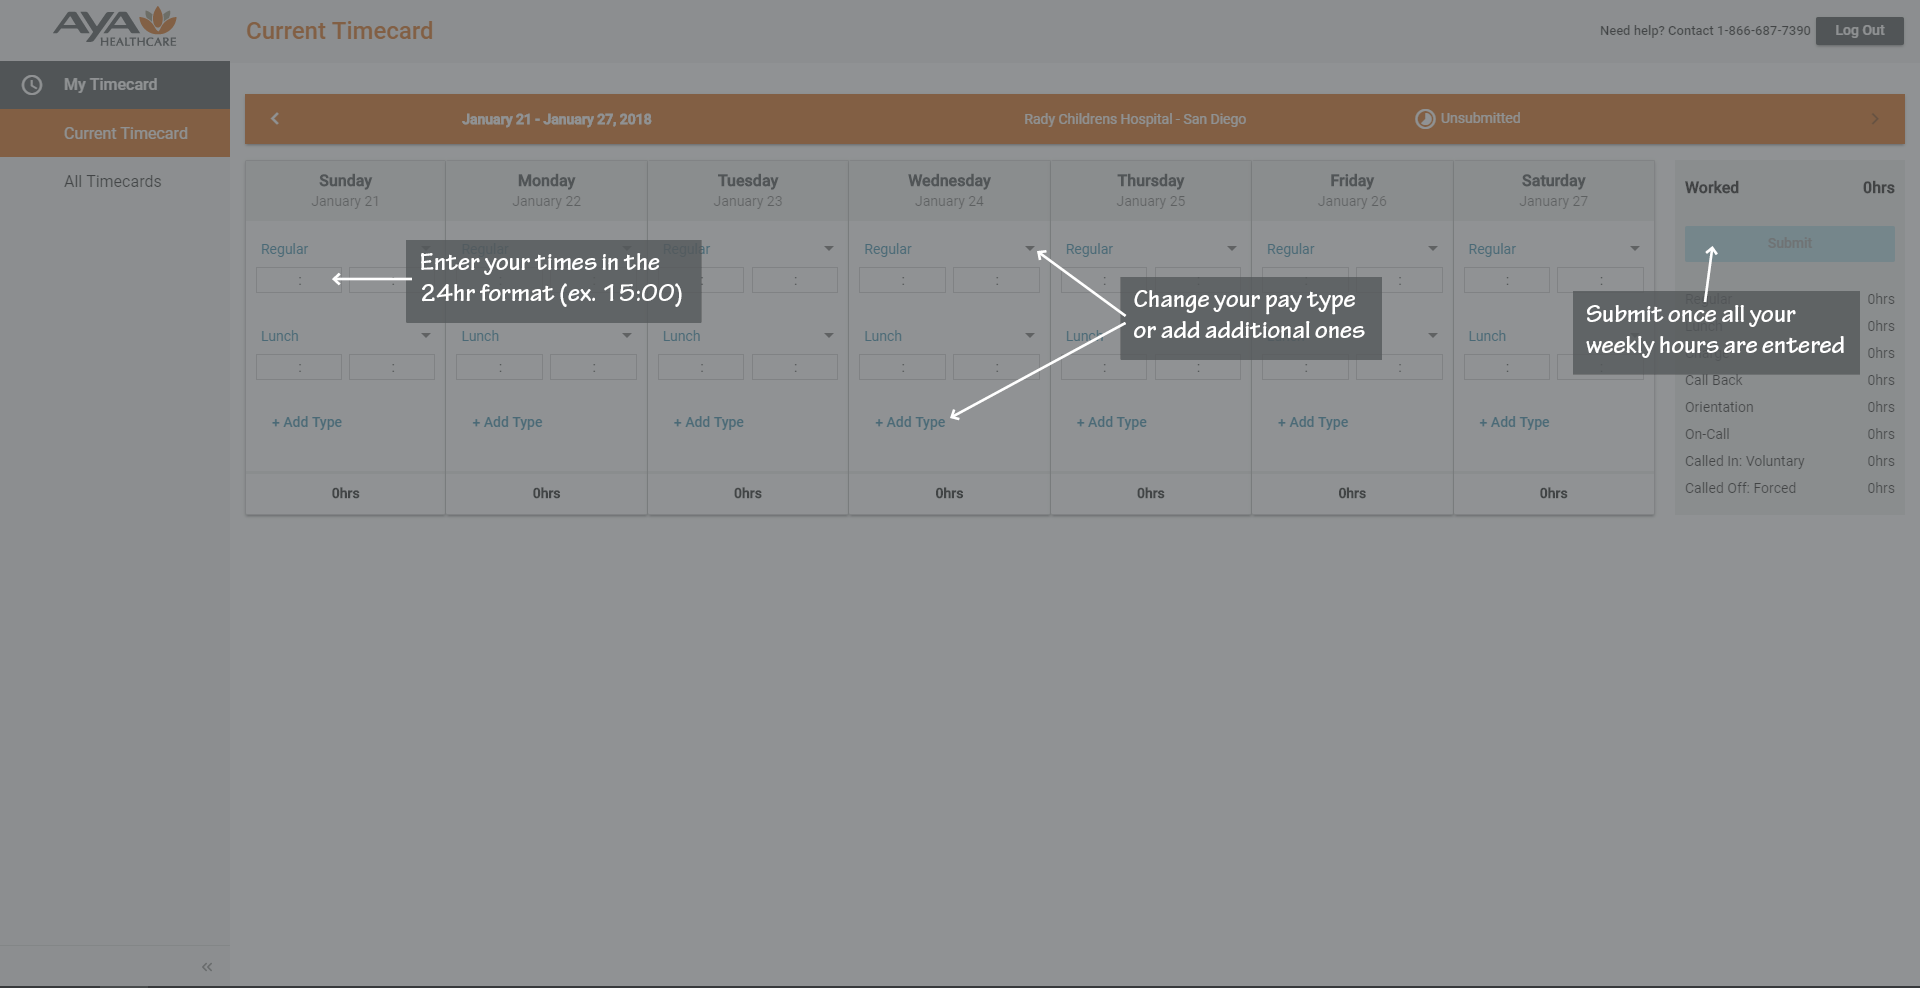 AYA
HEALTHCARE
Current Timecard
Need help? Contact 1-866-687-7390
Log Out
My Timecard
Current Timecard
All Timecards
January 21 - January 27, 2018
Rady Childrens Hospital - San Diego
Unsubmitted
Sunday
January 21
Monday
January 22
Tuesday
January 23
Wednesday
January 24
Thursday
January 25
Friday
January 26
Saturday
January 27
Worked 0hrs
Submit
Regular Regular Regular Regular Regular Regular Regular
: : : : : : : : : : :
Enter your times in the
24hr format (ex. 15:00)
Change your pay type
or add additional ones
Submit once all your
weekly hours are entered
Lunch Lunch Lunch Lunch Lunch Lunch
: : : : : : : : : : : : :
+ Add Type + Add Type + Add Type + Add Type + Add Type + Add Type + Add Type
0hrs 0hrs 0hrs 0hrs 0hrs 0hrs 0hrs
Regular 0hrs
Lunch 0hrs
0hrs
Call Back 0hrs
Orientation 0hrs
On-Call 0hrs
Called In: Voluntary 0hrs
Called Off: Forced 0hrs
«